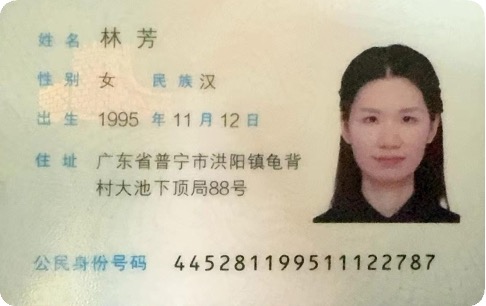 姓名 林芳
性别 女 民族 汉
出生 1995 年 11 月 12 日
住址 广东省普宁市洪阳镇龟背
村大池下顶局88号
公民身份号码 445281199511122787